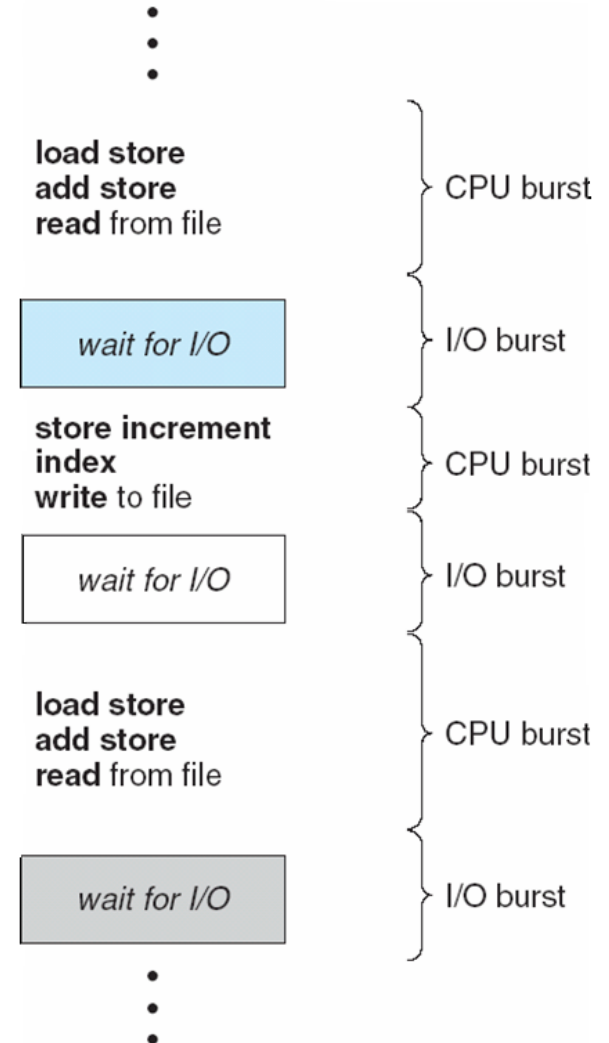 load store
add store
read from file
CPU burst
wait for I/O
I/O burst
store increment
index
write to file
CPU burst
wait for I/O
I/O burst
load store
add store
read from file
CPU burst
wait for I/O
I/O burst